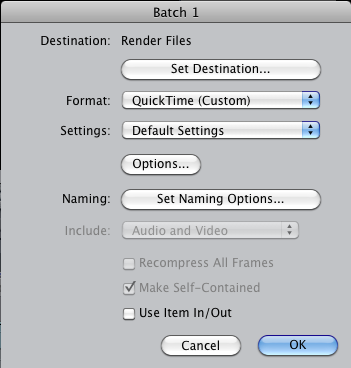 Batch 1
Destination: Render Files
Set Destination...
Format: QuickTime (Custom)
Settings: Default Settings
Options...
Naming: Set Naming Options...
Include: Audio and Video
Recompress All Frames
Make Self-Contained
Use Item In/Out
Cancel OK